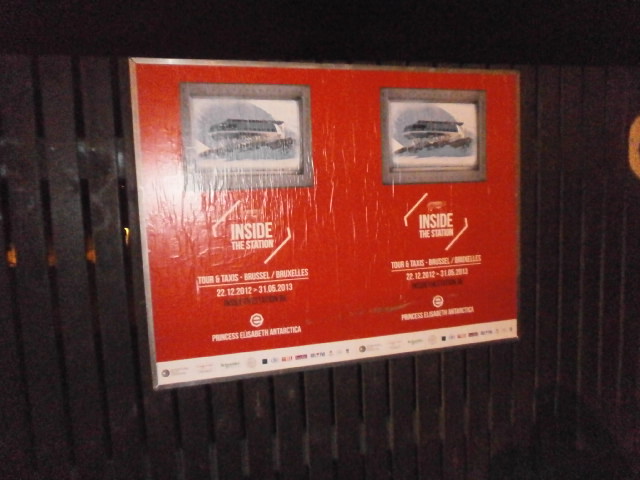 INSIDE
THE STATION
TOUR & TAXIS - BRUSSEL / BRUXELLES
22.12.2012 > 31.05.2013
PRINCESS ELISABETH ANTARCTICA
INSIDE
THE STATION
TOUR & TAXIS - BRUSSEL / BRUXELLES
22.12.2012 > 31.05.2013
PRINCESS ELISABETH ANTARCTICA